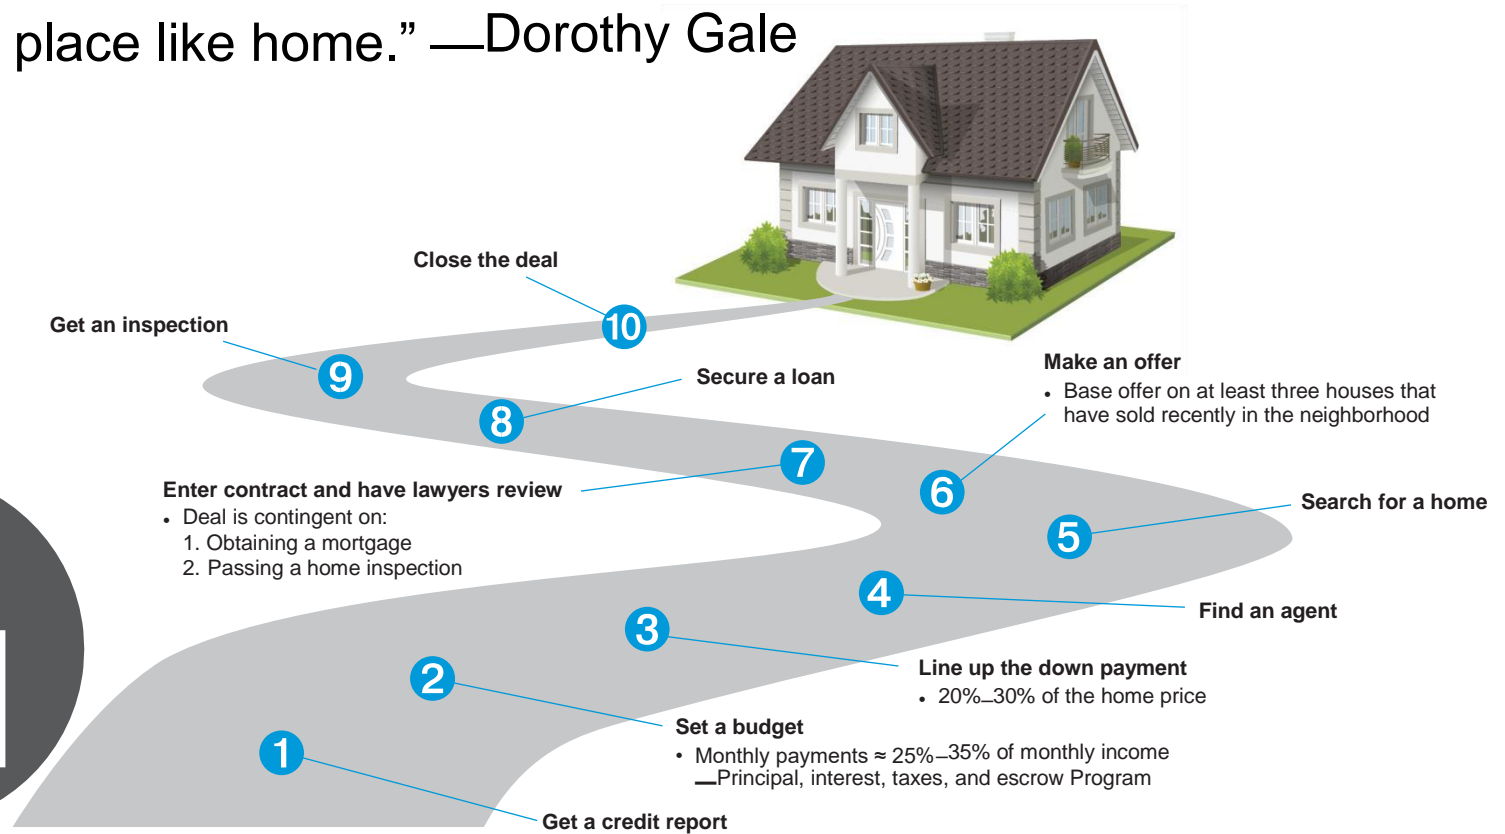 place like home.” —Dorothy Gale
Close the deal
10
Get an inspection
9
Secure a loan
8
Make an offer
• Base offer on at least three houses that
have sold recently in the neighborhood
7
6
Enter contract and have lawyers review
• Deal is contingent on:
1. Obtaining a mortgage
2. Passing a home inspection
Search for a home
5
4
Find an agent
3
Line up the down payment
• 20%–30% of the home price
2
Set a budget
• Monthly payments ≈ 25%–35% of monthly income
—Principal, interest, taxes, and escrow Program
1
Get a credit report